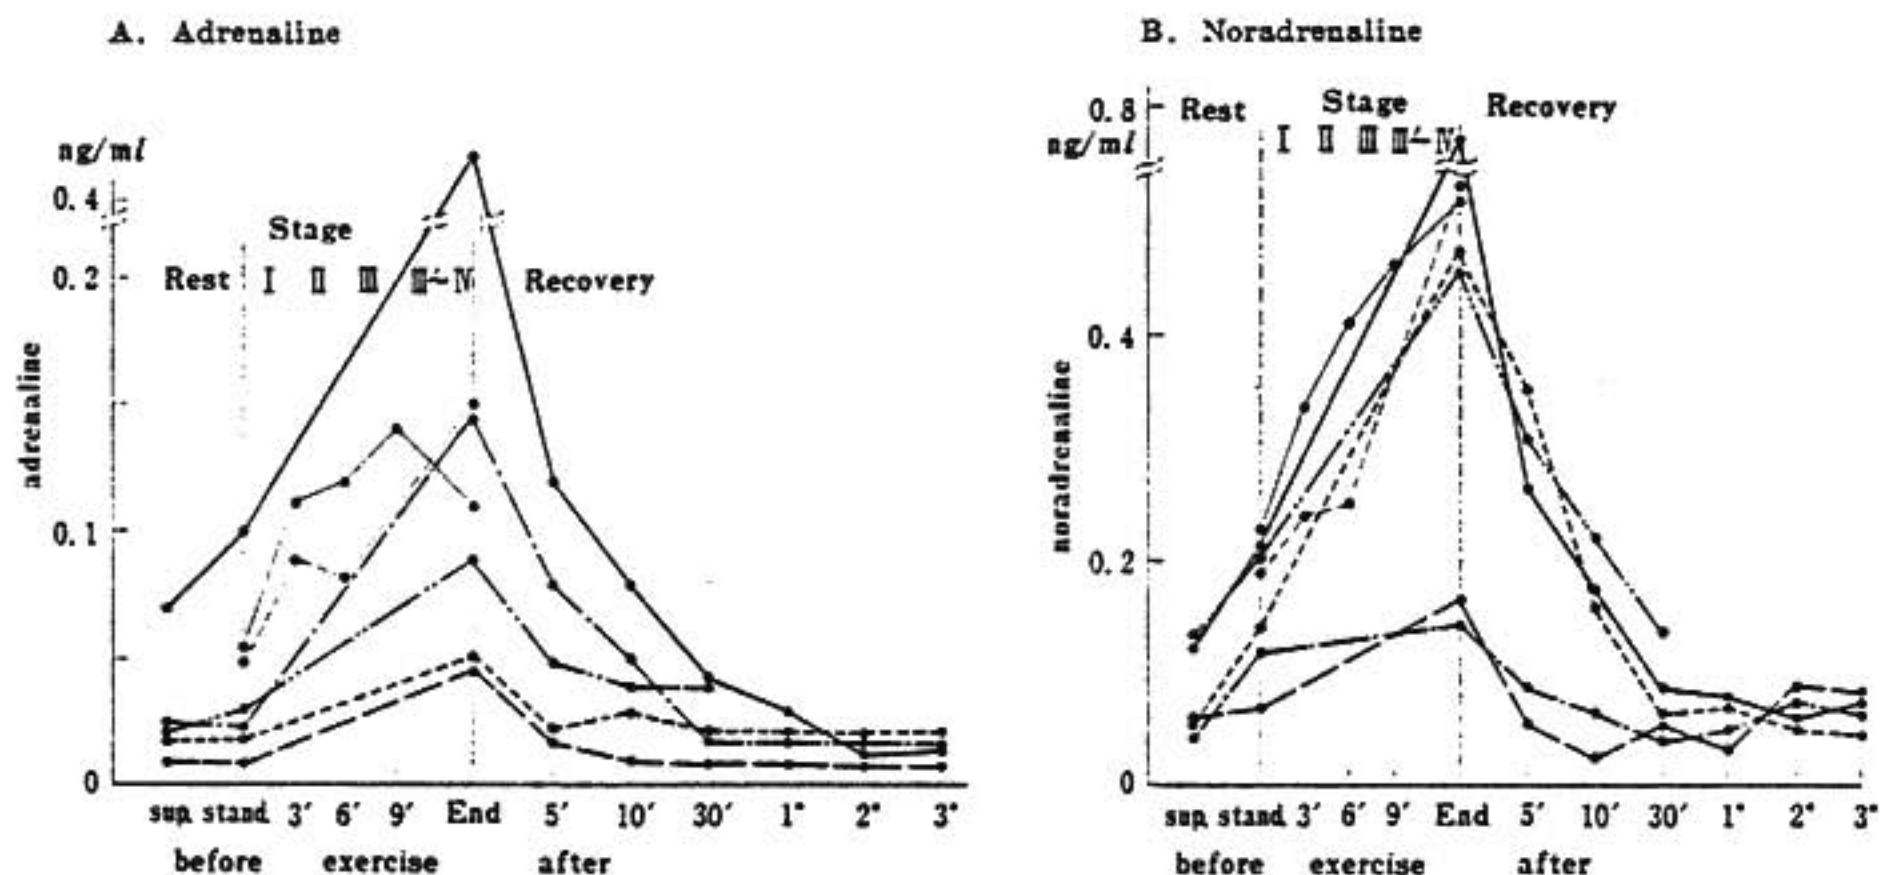 A. Adrenaline
ng/ml
0.4
Stage
Rest I II III III~IV Recovery
0.2
adrenaline
0.1
0
sup. stand. 3′ 6′ 9′ End 5′ 10′ 30′ 1° 2° 3°
before exercise after
B. Noradrenaline
0.8
Rest Stage Recovery
ng/ml
I II III III~IV
0.4
noradrenaline
0.2
0
sup. stand. 3′ 6′ 9′ End 5′ 10′ 30′ 1° 2° 3°
before exercise after